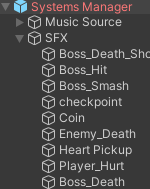 Systems Manager
Music Source
SFX
Boss_Death_Sho
Boss_Hit
Boss_Smash
checkpoint
Coin
Enemy_Death
Heart Pickup
Player_Hurt
Boss_Death